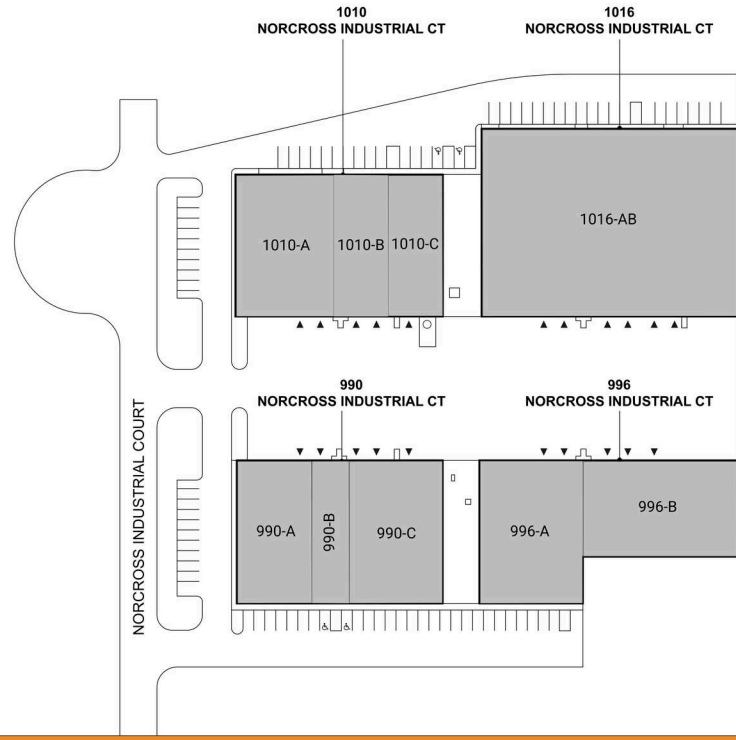 1010
NORCROSS INDUSTRIAL CT
1016
NORCROSS INDUSTRIAL CT
1010-A
1010-B
1010-C
1016-AB
990
NORCROSS INDUSTRIAL CT
996
NORCROSS INDUSTRIAL CT
NORCROSS INDUSTRIAL COURT
990-A
990-B
990-C
996-A
996-B